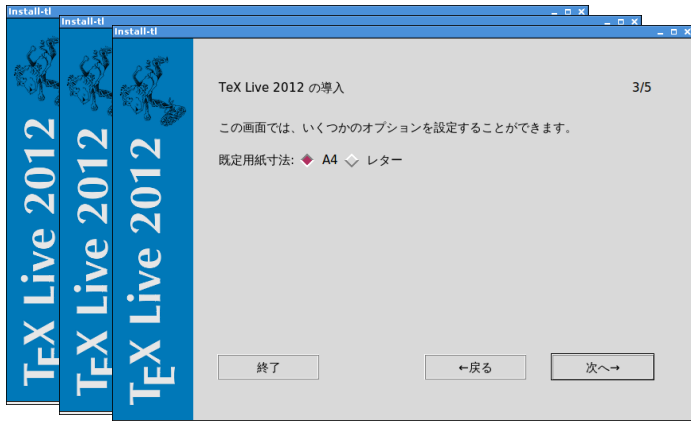 Install-tl
Install-tl
Install-tl
TeX Live 2012
TeX Live 2012
TeX Live 2012
TeX Live 2012 の導入
3/5
この画面では、いくつかのオプションを設定することができます。
既定用紙寸法: A4 レター
終了 ←戻る 次へ→